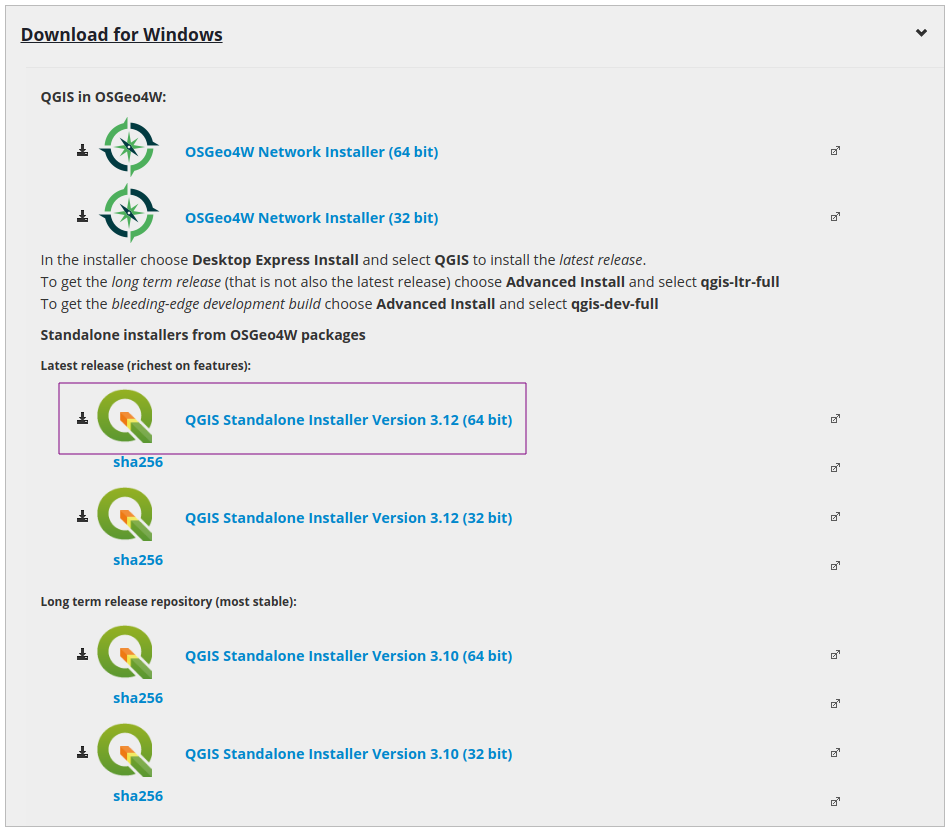 Download for Windows
QGIS in OSGeo4W:
OSGeo4W Network Installer (64 bit)
OSGeo4W Network Installer (32 bit)
In the installer choose Desktop Express Install and select QGIS to install the latest release.
To get the long term release (that is not also the latest release) choose Advanced Install and select qgis-ltr-full
To get the bleeding-edge development build choose Advanced Install and select qgis-dev-full
Standalone installers from OSGeo4W packages
Latest release (richest on features):
QGIS Standalone Installer Version 3.12 (64 bit)
sha256
QGIS Standalone Installer Version 3.12 (32 bit)
sha256
Long term release repository (most stable):
QGIS Standalone Installer Version 3.10 (64 bit)
sha256
QGIS Standalone Installer Version 3.10 (32 bit)
sha256